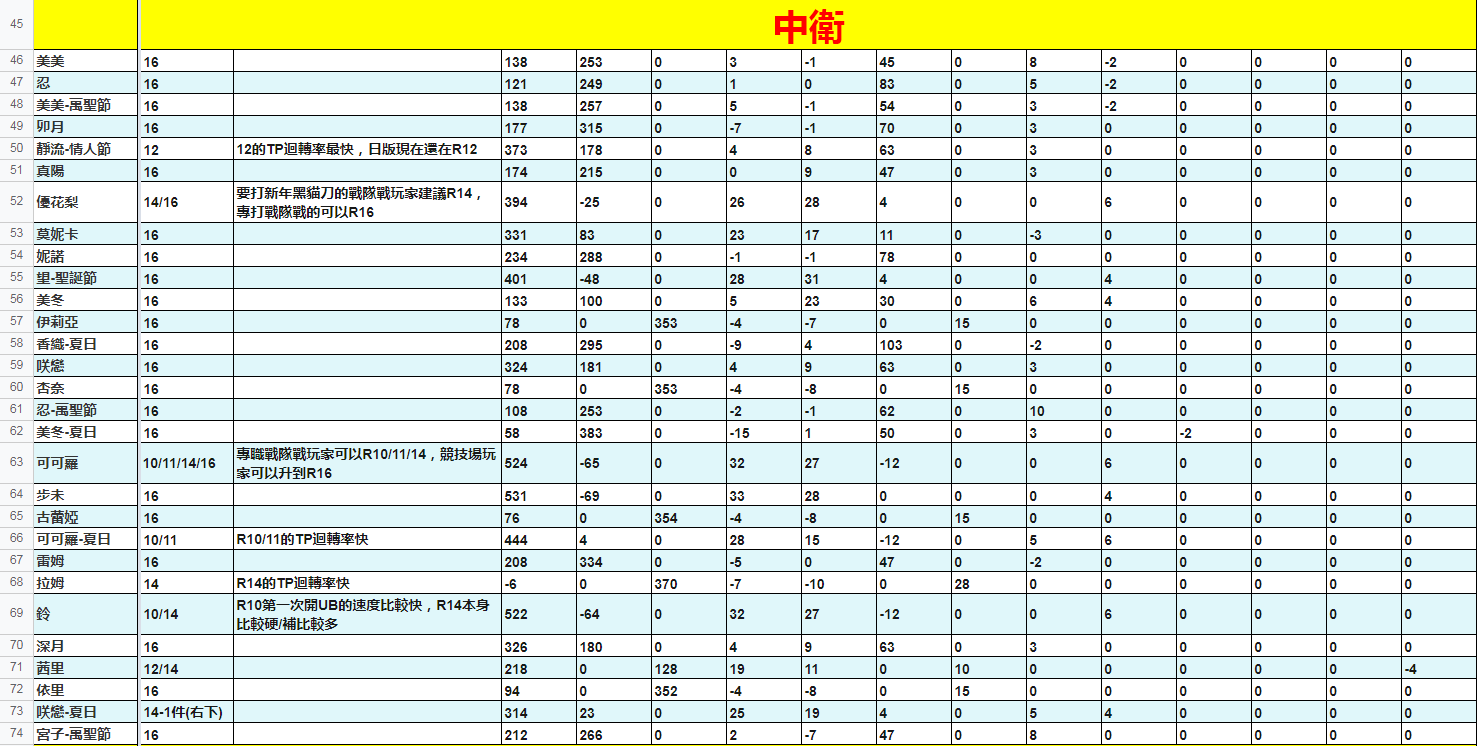 45 中衛
46 美美 16 138 253 0 3 -1 45 0 8 -2 0 0 0 0
47 忍 16 121 249 0 1 0 83 0 5 -2 0 0 0 0
48 美美-萬聖節 16 138 257 0 5 -1 54 0 3 -2 0 0 0 0
49 卯月 16 177 315 0 -7 -1 70 0 3 0 0 0 0 0
50 靜流-情人節 12 12的TP迴轉率最快，日版現在還在R12 373 178 0 4 8 63 0 3 0 0 0 0 0
51 真陽 16 174 215 0 0 9 47 0 3 0 0 0 0 0
52 優花梨 14/16 要打新年黑貓刀的戰隊戰玩家建議R14，
專打戰隊戰的可以R16 394 -25 0 26 28 4 0 0 6 0 0 0 0
53 莫妮卡 16 331 83 0 23 17 11 0 -3 0 0 0 0 0
54 妮諾 16 234 288 0 -1 -1 78 0 0 0 0 0 0 0
55 望-聖誕節 16 401 -48 0 28 31 4 0 0 4 0 0 0 0
56 美冬 16 133 100 0 5 23 30 0 6 4 0 0 0 0
57 伊莉亞 16 78 0 353 -4 -7 0 15 0 0 0 0 0 0
58 香織-夏日 16 208 295 0 -9 4 103 0 -2 0 0 0 0 0
59 咲戀 16 324 181 0 4 9 63 0 3 0 0 0 0 0
60 杏奈 16 78 0 353 -4 -8 0 15 0 0 0 0 0 0
61 忍-萬聖節 16 108 253 0 -2 -1 62 0 10 0 0 0 0 0
62 美冬-夏日 16 58 383 0 -15 1 50 0 3 0 -2 0 0 0
63 可可蘿 10/11/14/16 專職戰隊戰玩家可以R10/11/14，競技場玩
家可以升到R16 524 -65 0 32 27 -12 0 0 6 0 0 0 0
64 步未 16 531 -69 0 33 28 0 0 0 4 0 0 0 0
65 古蕾婭 16 76 0 354 -4 -8 0 15 0 0 0 0 0 0
66 可可蘿-夏日 10/11 R10/11的TP迴轉率快 444 4 0 28 15 -12 0 5 6 0 0 0 0
67 雷姆 16 208 334 0 -5 0 47 0 -2 0 0 0 0 0
68 拉姆 14 R14的TP迴轉率快 -6 0 370 -7 -10 0 28 0 0 0 0 0 0
69 鈴 10/14 R10第一次開UB的速度比較快，R14本身
比較硬/補比較多 522 -64 0 32 27 -12 0 0 6 0 0 0 0
70 深月 16 326 180 0 4 9 63 0 3 0 0 0 0 0
71 茜里 12/14 218 0 128 19 11 0 10 0 0 0 0 0 -4
72 依里 16 94 0 352 -4 -8 0 15 0 0 0 0 0 0
73 咲戀-夏日 14-1件(右下) 314 23 0 25 19 4 0 5 4 0 0 0 0
74 宮子-萬聖節 16 212 266 0 2 -7 47 0 8 0 0 0 0 0